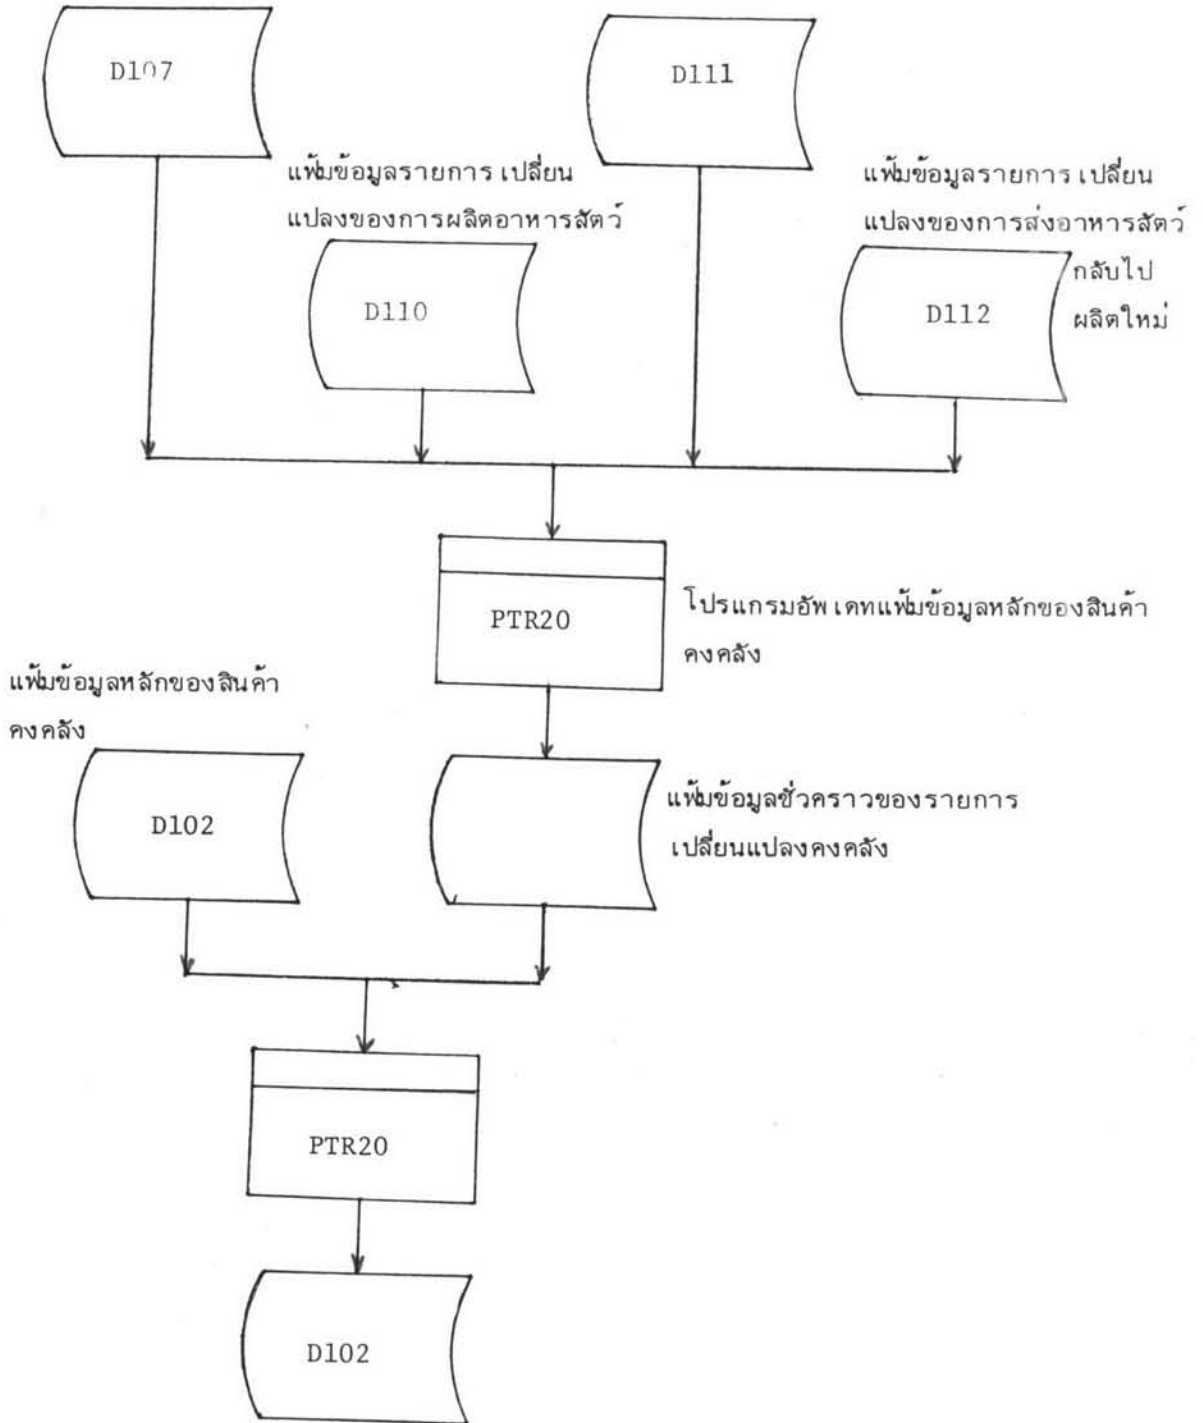 D107
D111
แฟ้มข้อมูลรายการ เปลี่ยน
แปลงของการผลิตอาหารสัตว์
แฟ้มข้อมูลรายการ เปลี่ยน
แปลงของการส่งอาหารสัตว์
กลับไป
ผลิตใหม่
D110
D112
PTR20
โปรแกรมอัพ เดทแฟ้มข้อมูลหลักของสินค้า
คงคลัง
แฟ้มข้อมูลหลักของสินค้า
คงคลัง
D102
แฟ้มข้อมูลชั่วคราวของรายการ
เปลี่ยนแปลงคงคลัง
PTR20
D102